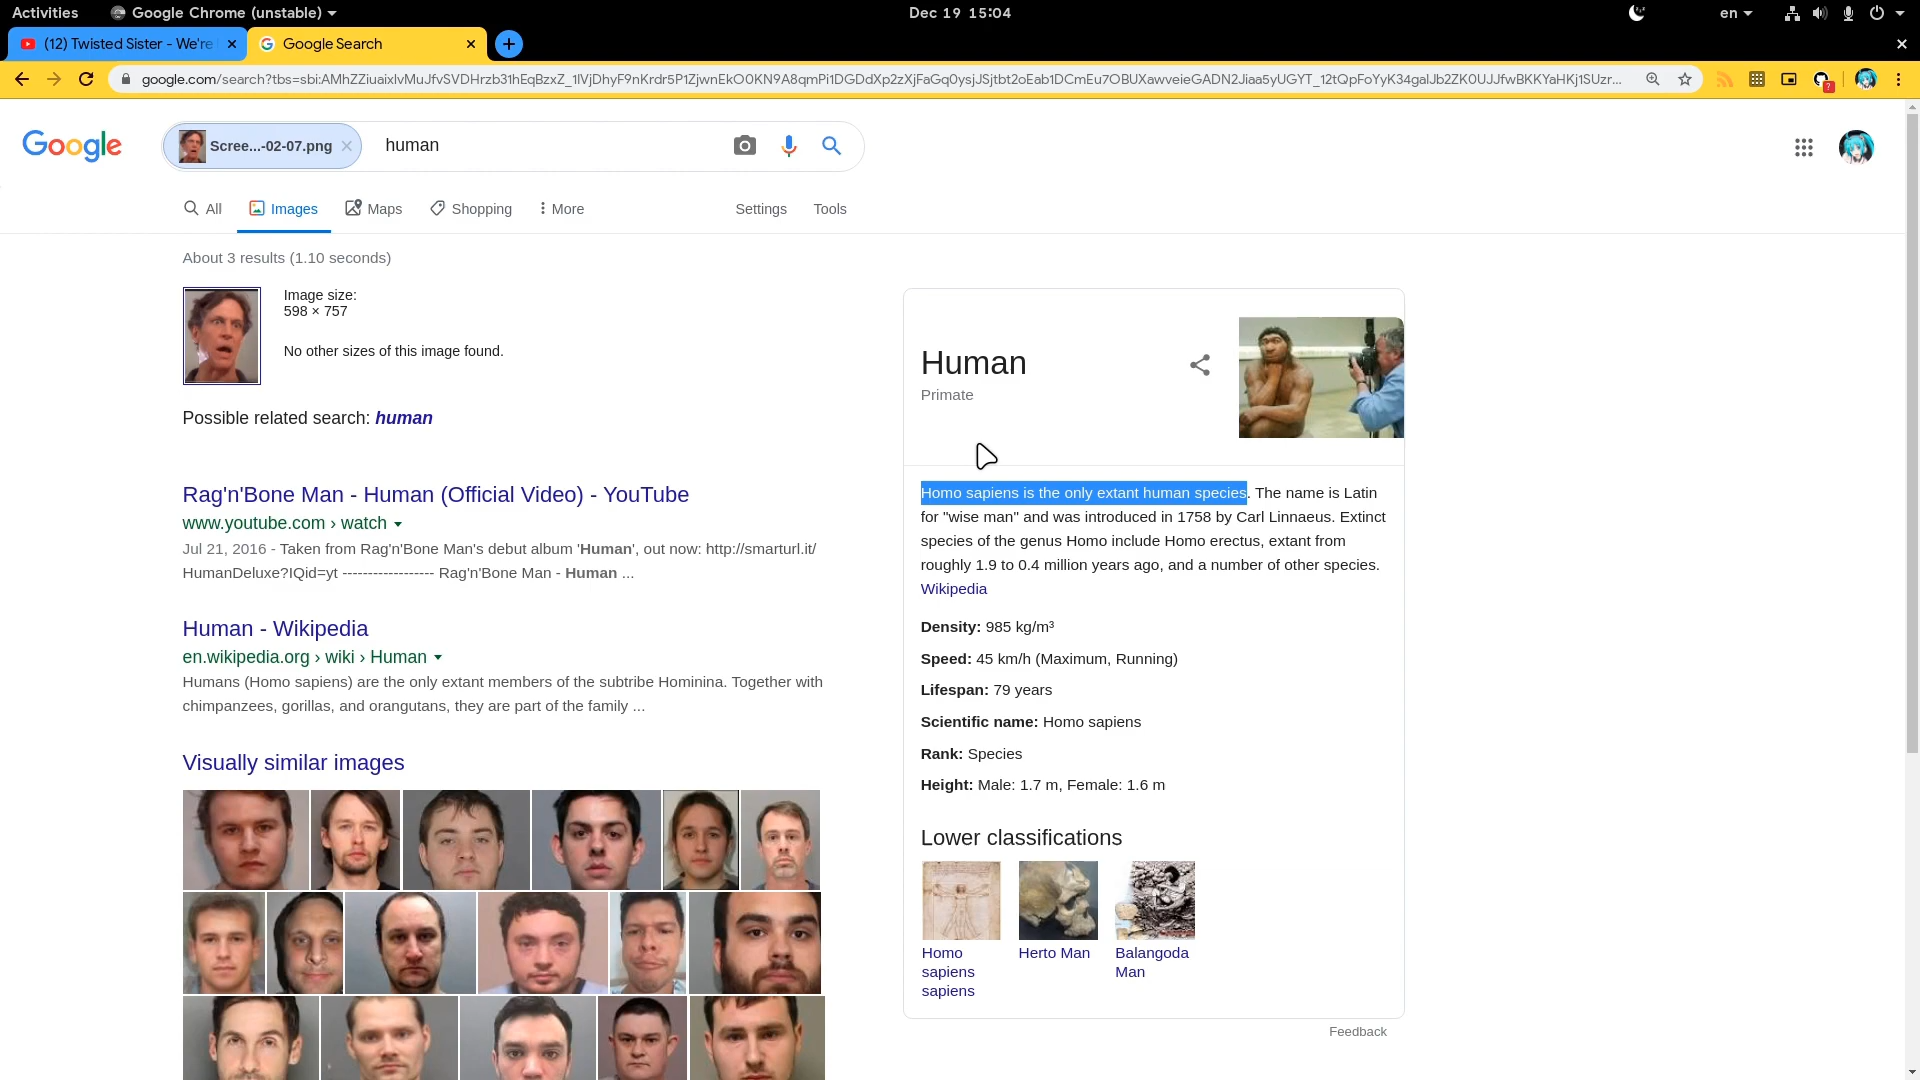 Activities
Google Chrome (unstable)
Dec 19 15:04
en
(12) Twisted Sister - We're
Google Search
google.com/search?tbs=sbi:
Google
Scree...-02-07.png
human
All
Images
Maps
Shopping
More
Settings
Tools
About 3 results (1.10 seconds)
Image size:
598 × 757
No other sizes of this image found.
Possible related search: human
Rag'n'Bone Man - Human (Official Video) - YouTube
www.youtube.com › watch
Jul 21, 2016 - Taken from Rag'n'Bone Man's debut album 'Human', out now: http://smarturl.it/
HumanDeluxe?IQid=yt ------------------ Rag'n'Bone Man - Human ...
Human - Wikipedia
en.wikipedia.org › wiki › Human
Humans (Homo sapiens) are the only extant members of the subtribe Hominina. Together with
chimpanzees, gorillas, and orangutans, they are part of the family ...
Visually similar images
Human
Primate
Homo sapiens is the only extant human species. The name is Latin
for "wise man" and was introduced in 1758 by Carl Linnaeus. Extinct
species of the genus Homo include Homo erectus, extant from
roughly 1.9 to 0.4 million years ago, and a number of other species.
Wikipedia
Density: 985 kg/m³
Speed: 45 km/h (Maximum, Running)
Lifespan: 79 years
Scientific name: Homo sapiens
Rank: Species
Height: Male: 1.7 m, Female: 1.6 m
Lower classifications
Homo
sapiens
sapiens
Herto Man
Balangoda
Man
Feedback